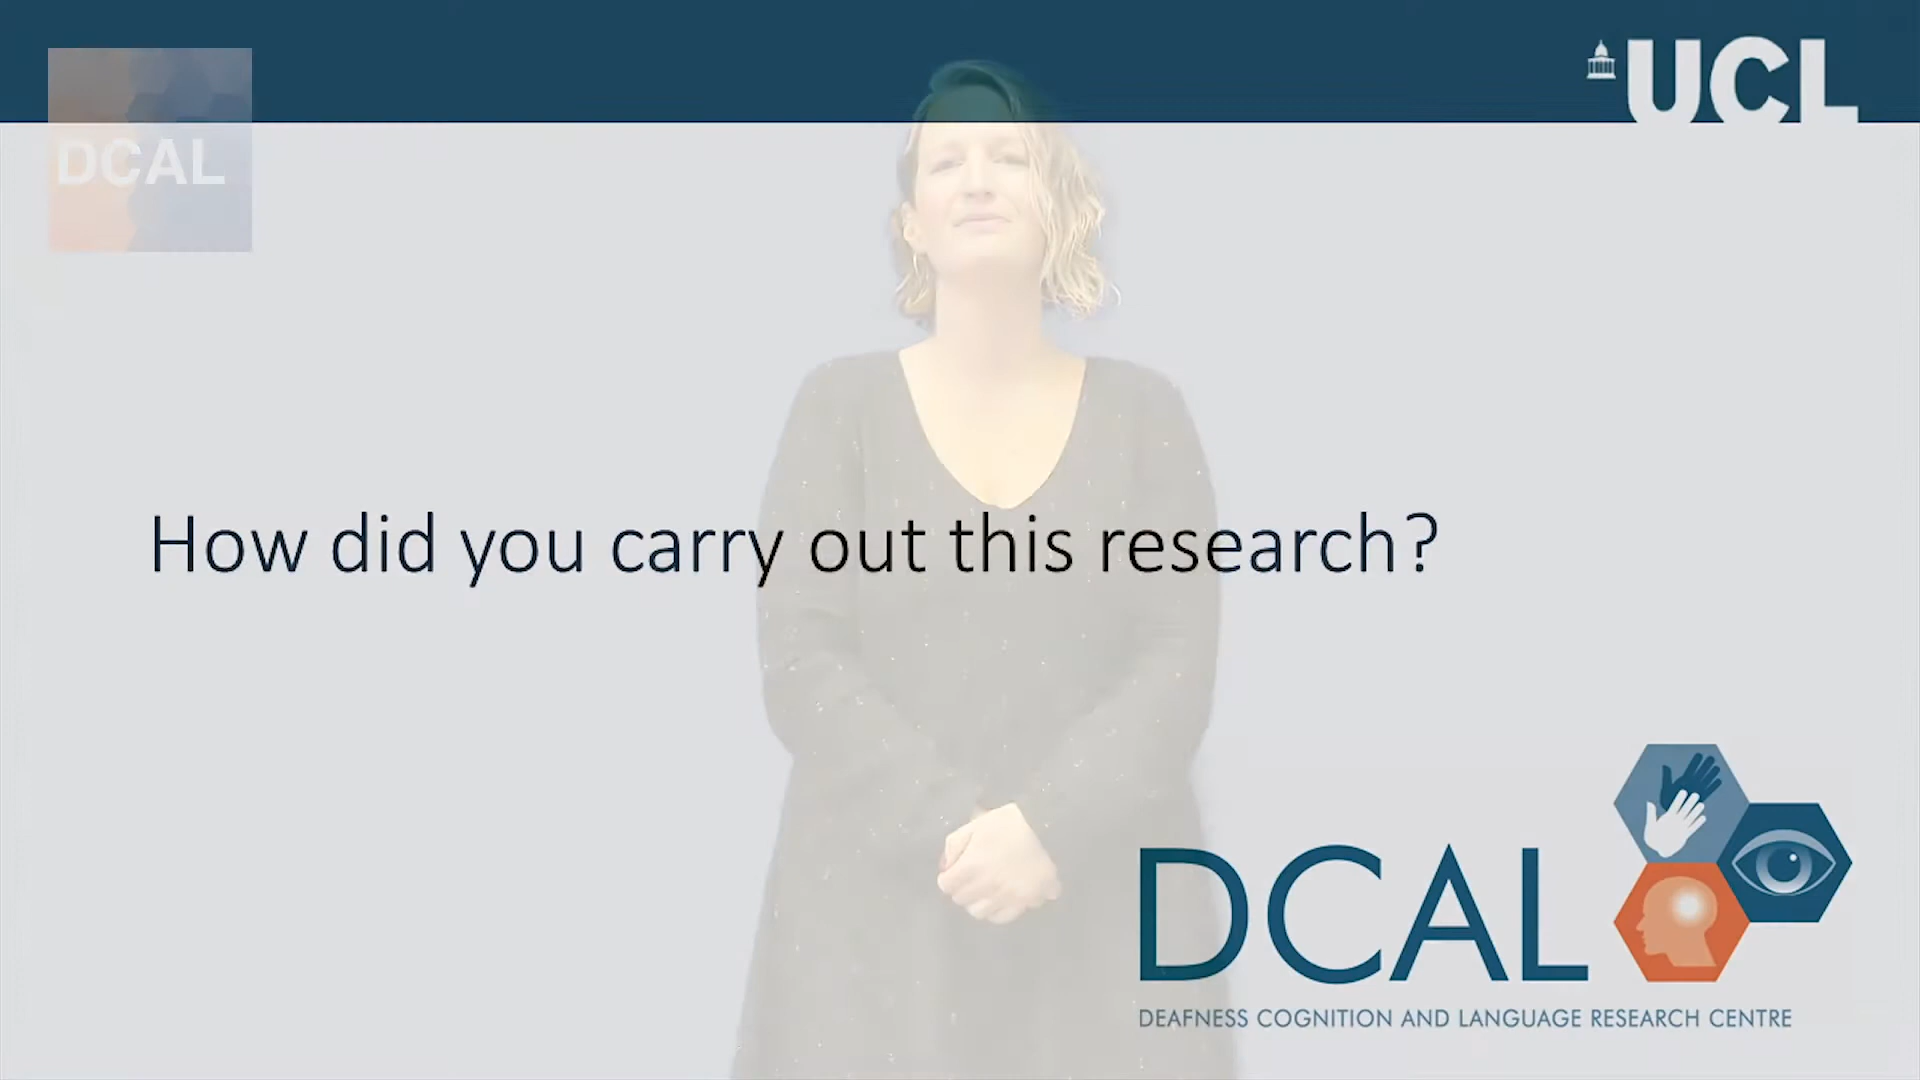 UCL
DCAL
How did you carry out this research?
DCAL
DEAFNESS COGNITION AND LANGUAGE RESEARCH CENTRE